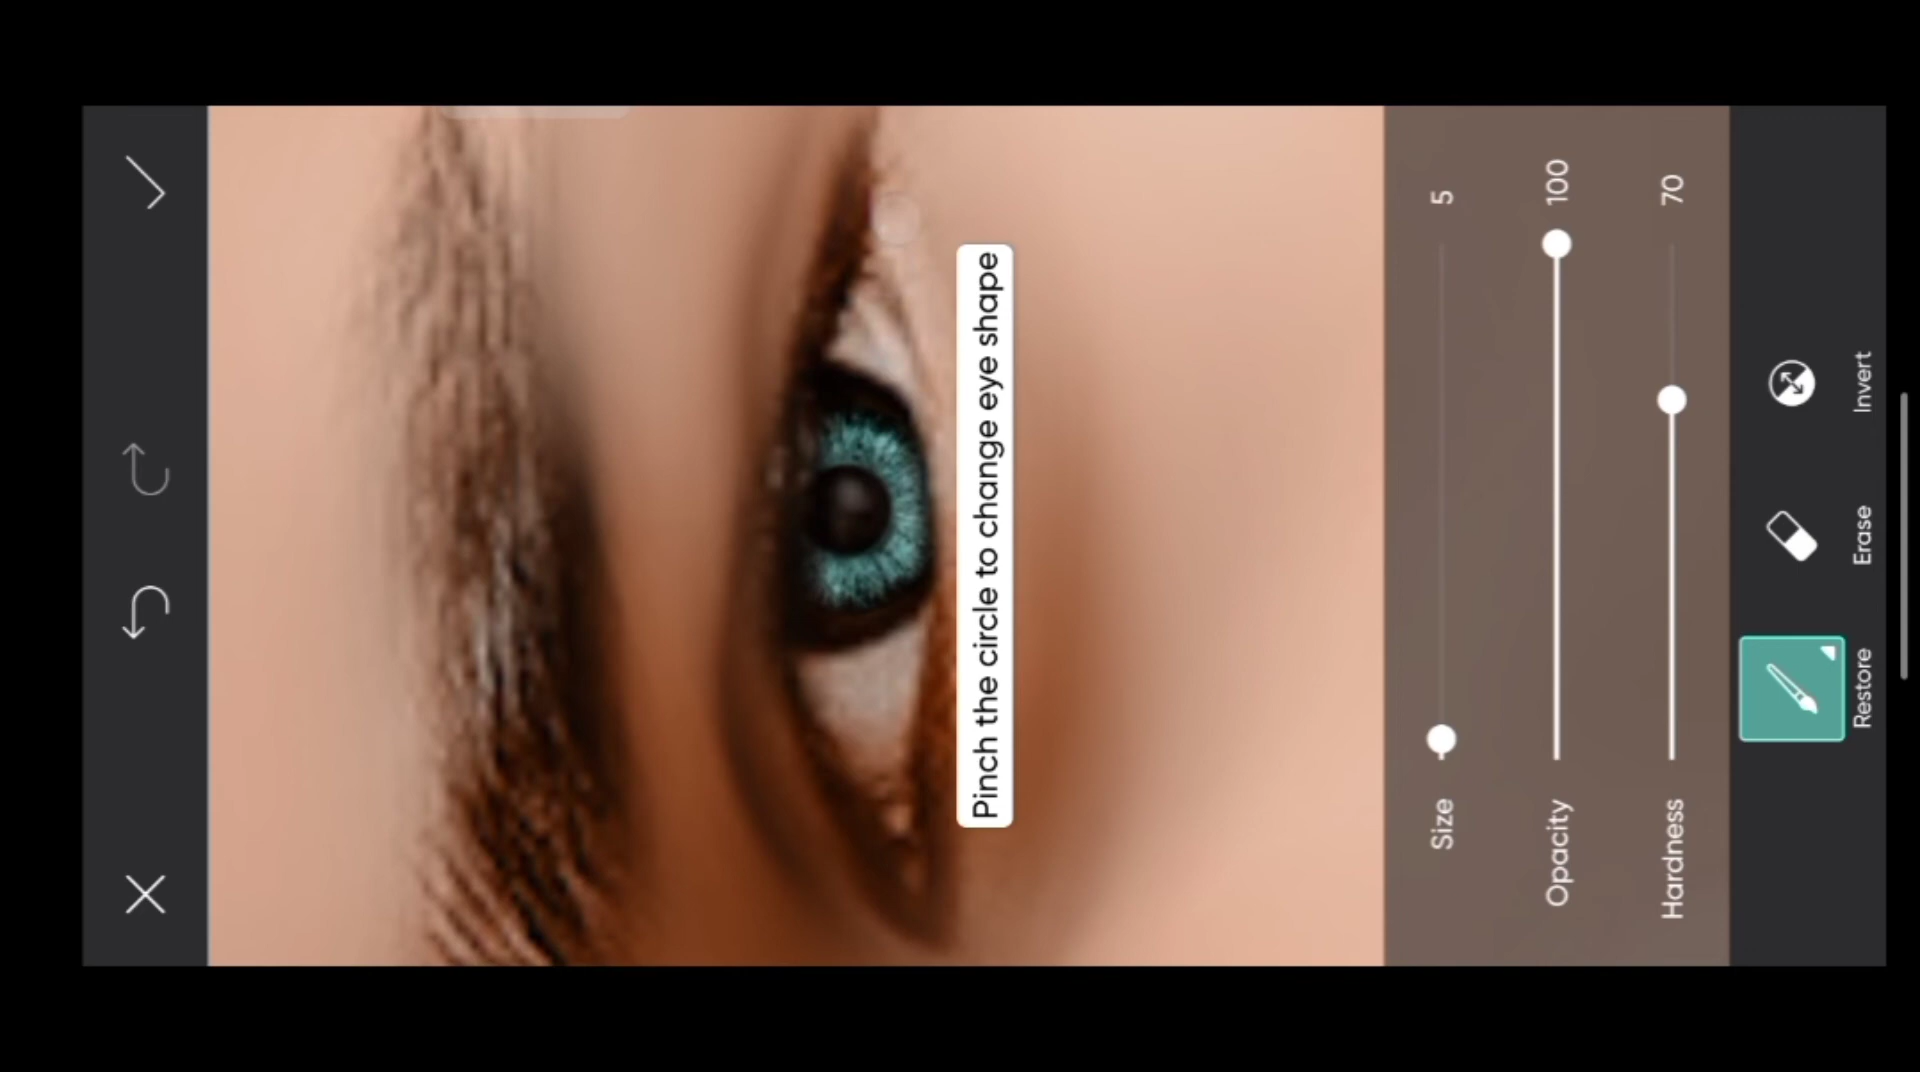 Pinch the circle to change eye shape
Size 5
Opacity 100
Hardness 70
Restore
Erase
Invert